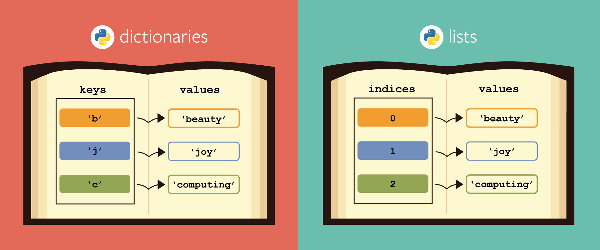 dictionaries
keys values
'b' 'beauty'
'j' 'joy'
'c' 'computing'
lists
indices values
0 'beauty'
1 'joy'
2 'computing'